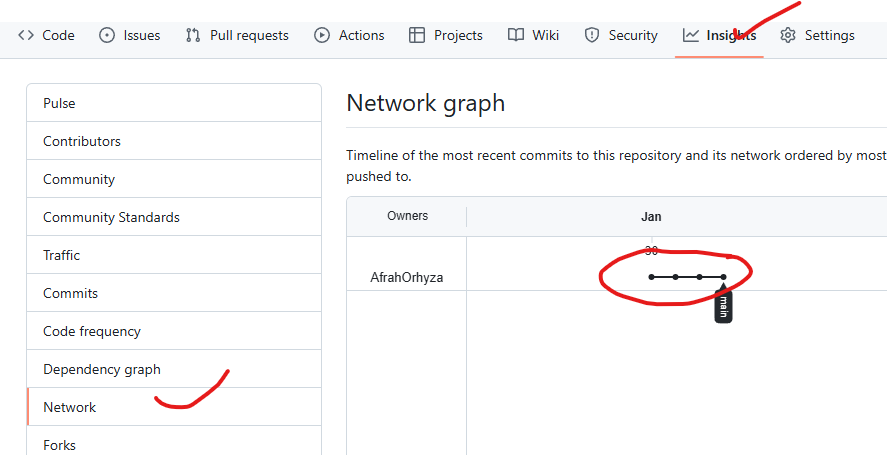 Code Issues Pull requests Actions Projects Wiki Security Insights Settings
Pulse
Contributors
Community
Community Standards
Traffic
Commits
Code frequency
Dependency graph
Network
Forks
Network graph
Timeline of the most recent commits to this repository and its network ordered by most
pushed to.
Owners Jan
30
AfrahOrhyza
main